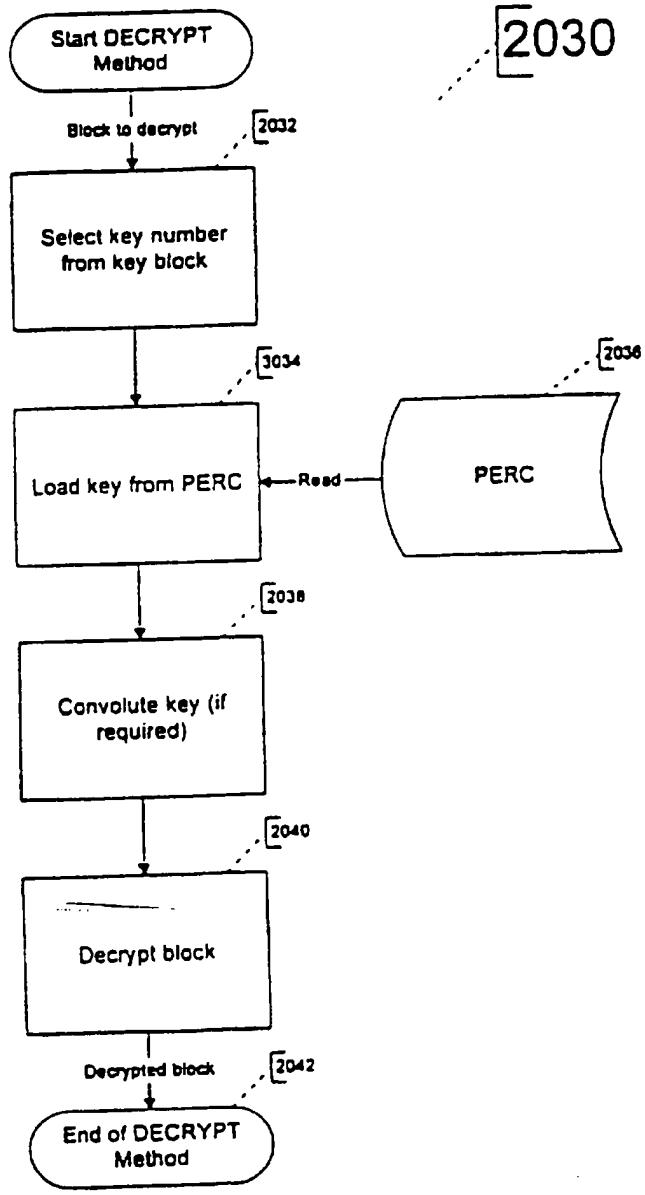 Start DECRYPT
Method
2030
Block to decrypt
2032
Select key number
from key block
3034
2036
Load key from PERC
Read
PERC
2038
Convolute key (if
required)
2040
Decrypt block
Decrypted block
2042
End of DECRYPT
Method